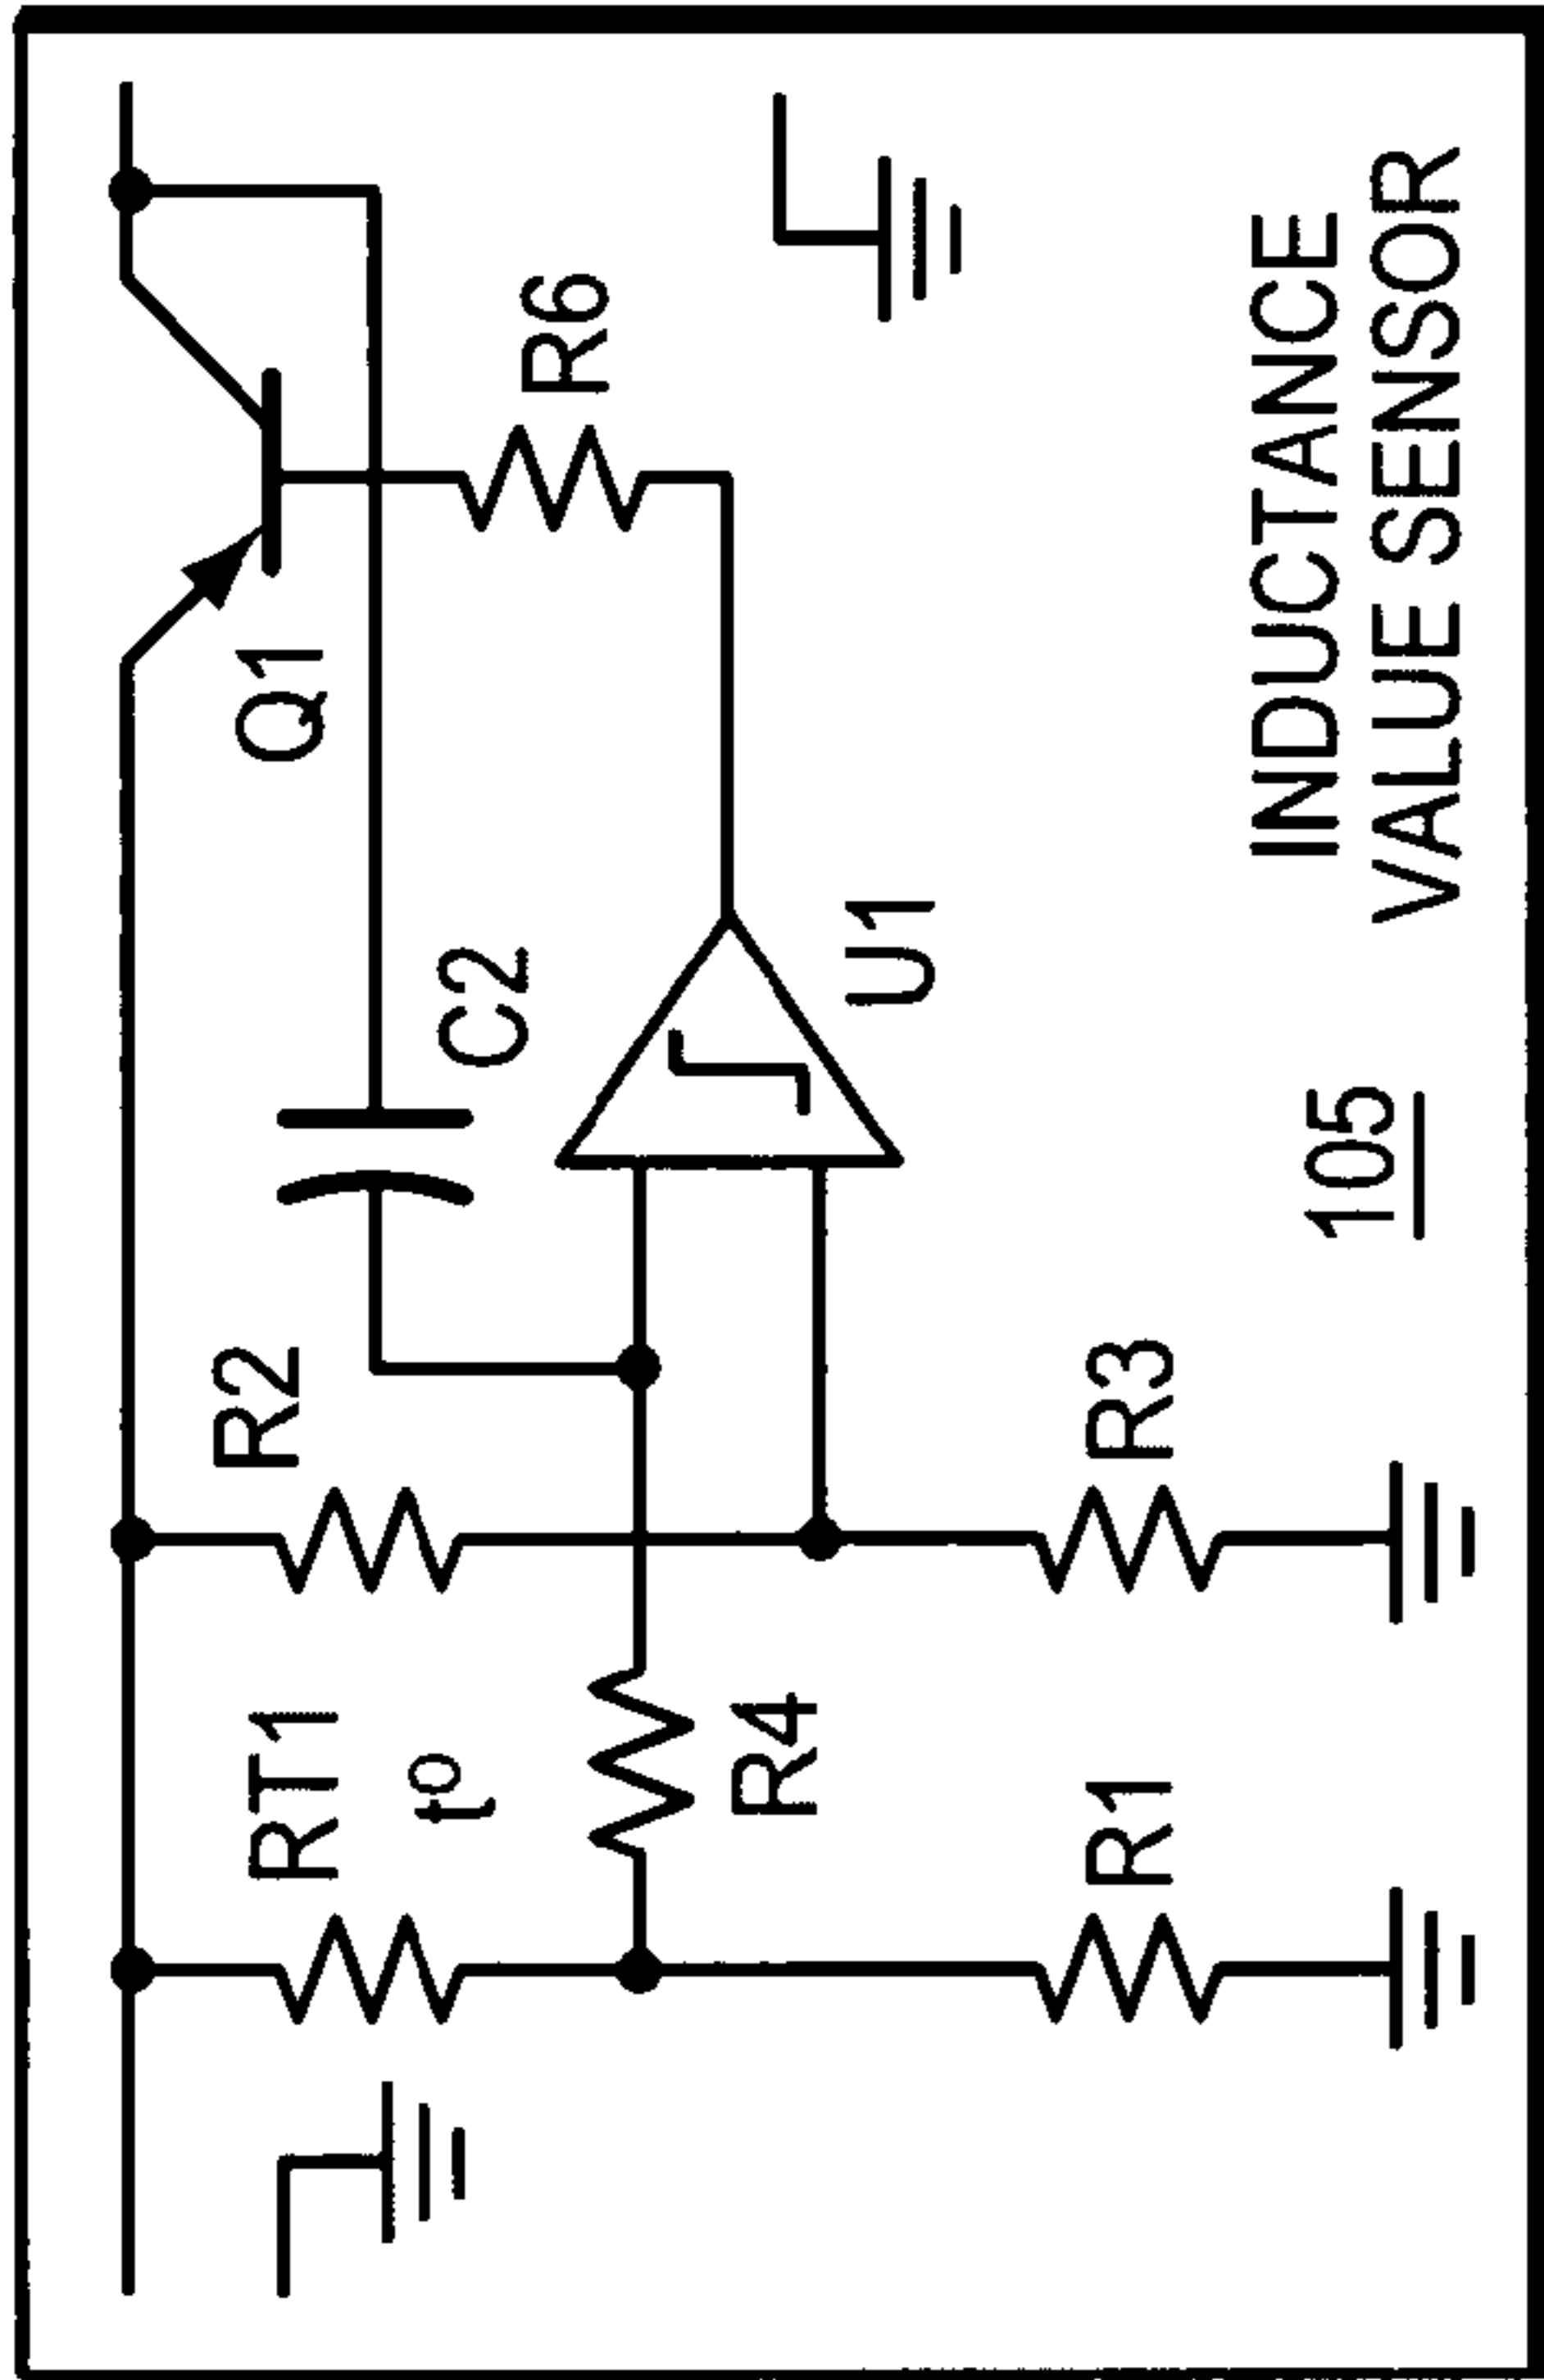 Q1
R2
C2
RT1
t°
R6
R4
U1
R1
R3
105
INDUCTANCE
VALUE SENSOR